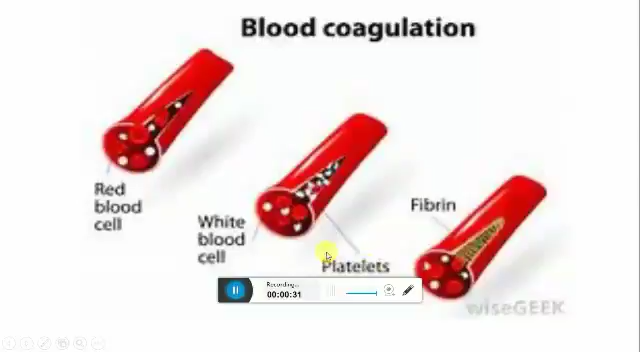 Blood coagulation
Red
blood
cell
White
blood
cell
Platelets
Fibrin
Recording...
00:00:31
wiseGEEK